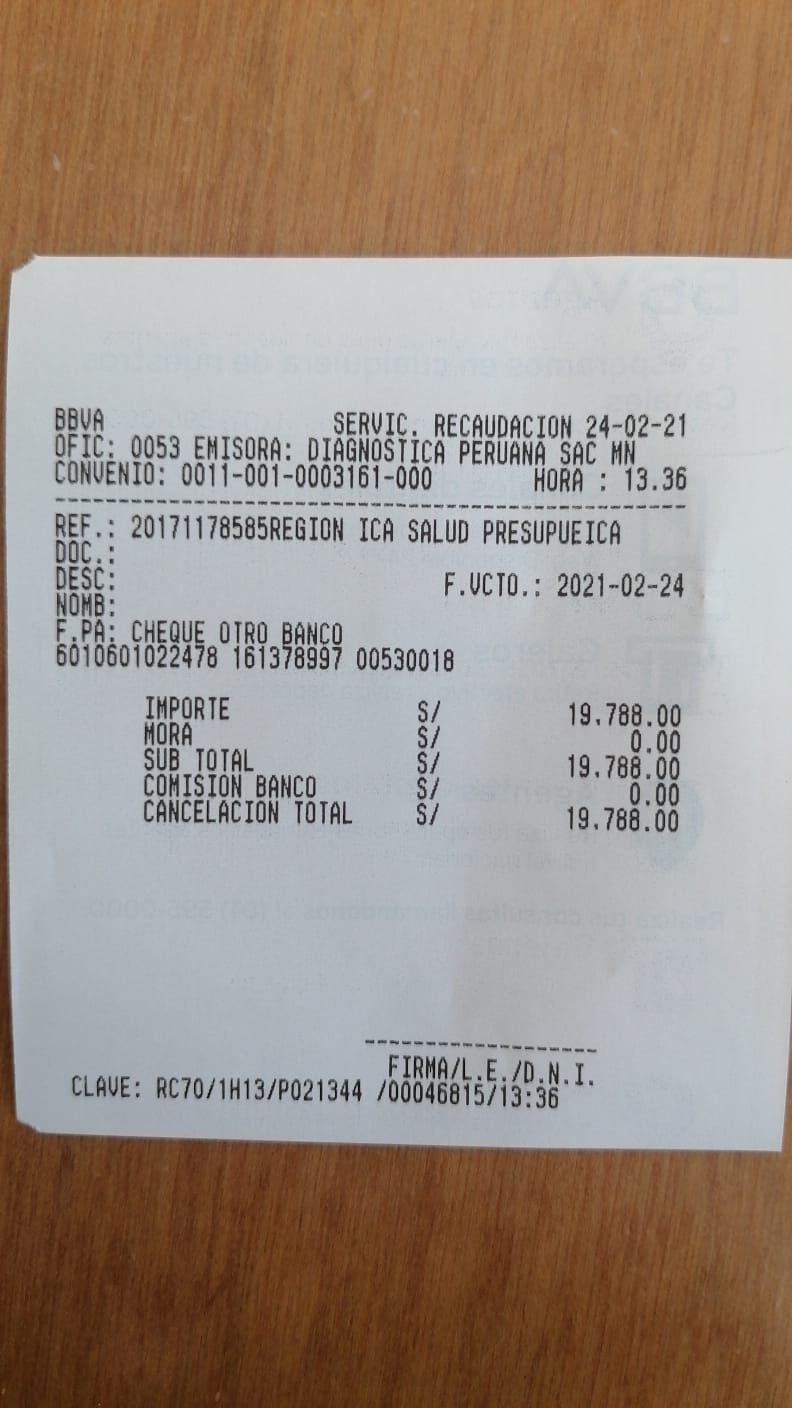 BBVA SERVIC. RECAUDACION 24-02-21
OFIC: 0053 EMISORA: DIAGNOSTICA PERUANA SAC MN
CONVENIO: 0011-001-0003161-000 HORA : 13.36
REF.: 20171178585REGION ICA SALUD PRESUPUEICA
DOC.:
DESC: F.VCTO.: 2021-02-24
NOMB:
F.PA: CHEQUE OTRO BANCO
6010601022478 161378997 00530018
IMPORTE S/ 19.788.00
MORA S/ 0.00
SUB TOTAL S/ 19.788.00
COMISION BANCO S/ 0.00
CANCELACION TOTAL S/ 19.788.00
FIRMA/L.E./D.N.I.
CLAVE: RC70/1H13/P021344 /00046815/13:36